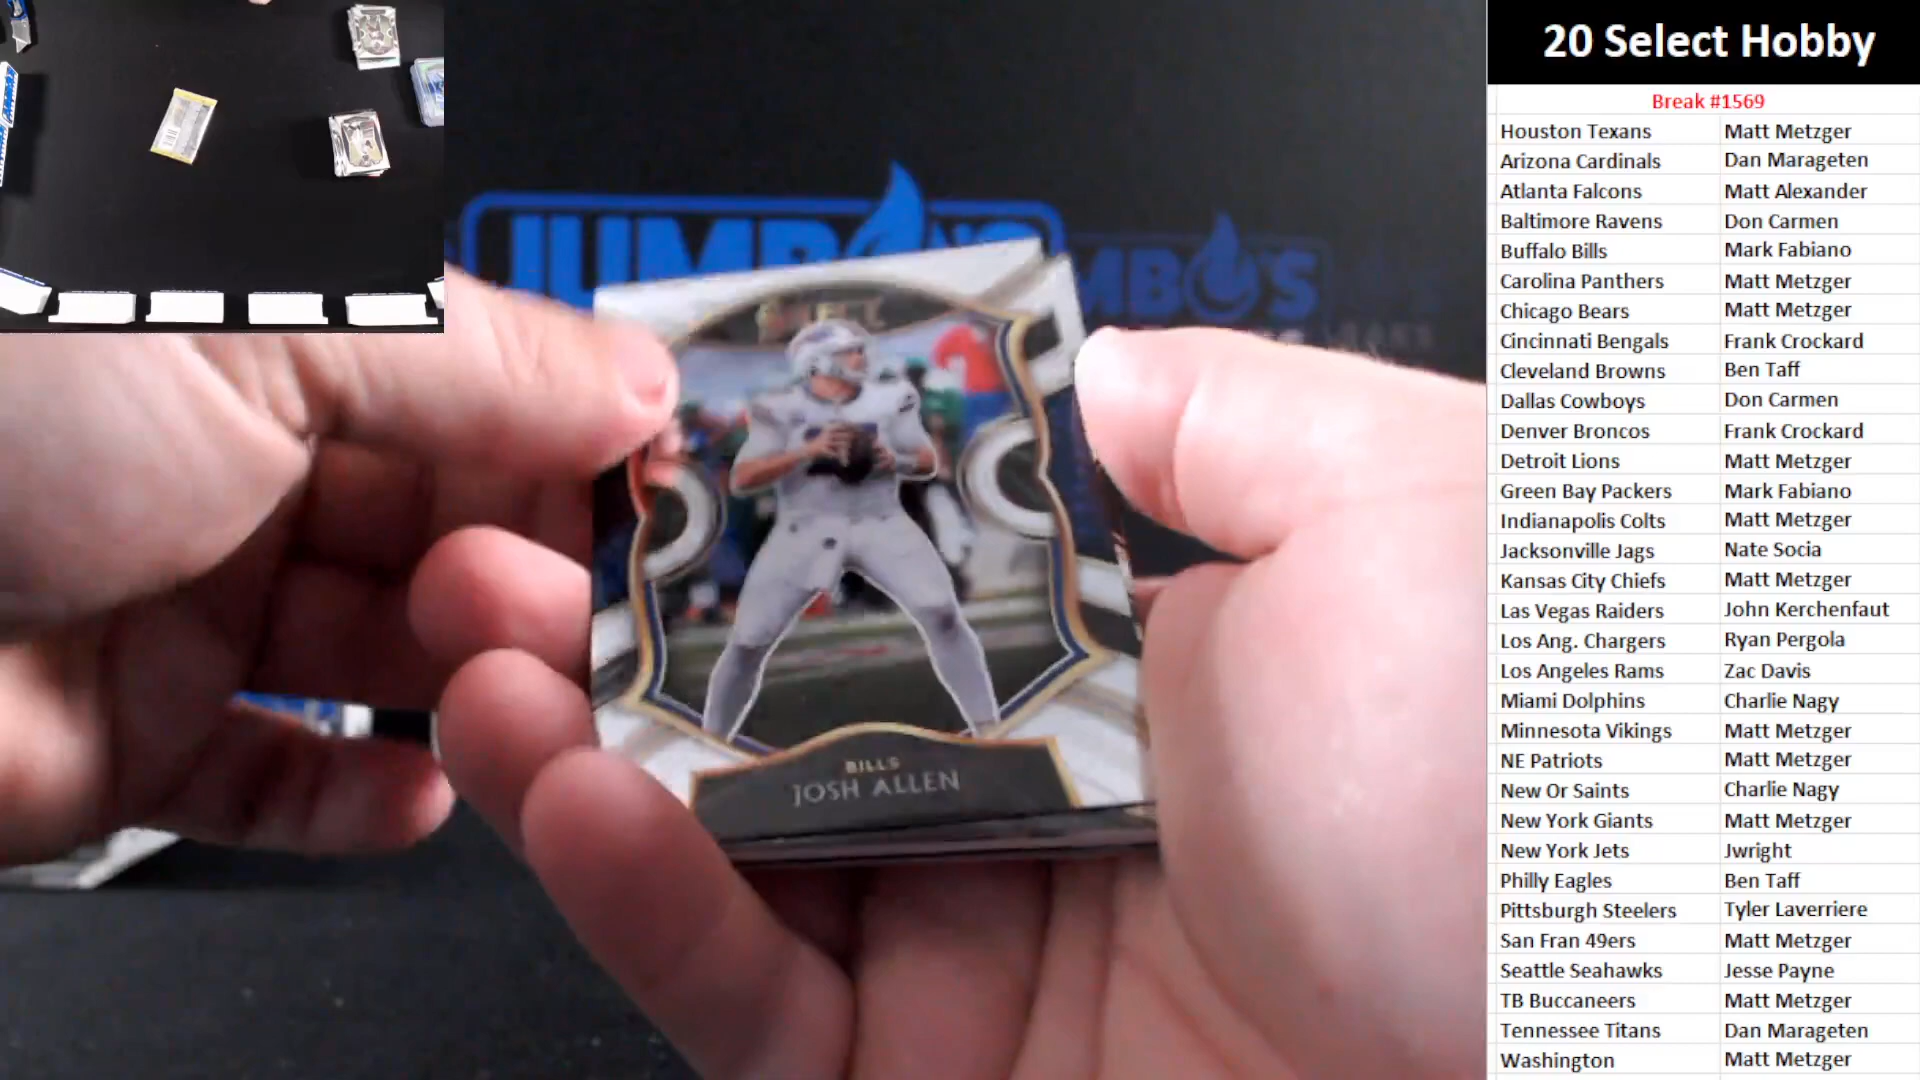 20 Select Hobby
Break #1569
Houston Texans Matt Metzger
Arizona Cardinals Dan Marageten
Atlanta Falcons Matt Alexander
Baltimore Ravens Don Carmen
Buffalo Bills Mark Fabiano
Carolina Panthers Matt Metzger
Chicago Bears Matt Metzger
Cincinnati Bengals Frank Crockard
Cleveland Browns Ben Taff
Dallas Cowboys Don Carmen
Denver Broncos Frank Crockard
Detroit Lions Matt Metzger
Green Bay Packers Mark Fabiano
Indianapolis Colts Matt Metzger
Jacksonville Jags Nate Socia
Kansas City Chiefs Matt Metzger
Las Vegas Raiders John Kerchenfaut
Los Ang. Chargers Ryan Pergola
Los Angeles Rams Zac Davis
Miami Dolphins Charlie Nagy
Minnesota Vikings Matt Metzger
NE Patriots Matt Metzger
New Or Saints Charlie Nagy
New York Giants Matt Metzger
New York Jets Jwright
Philly Eagles Ben Taff
Pittsburgh Steelers Tyler Laverriere
San Fran 49ers Matt Metzger
Seattle Seahawks Jesse Payne
TB Buccaneers Matt Metzger
Tennessee Titans Dan Marageten
Washington Matt Metzger
JUMBO'S
MBO'S
SELECT
BILLS
JOSH ALLEN